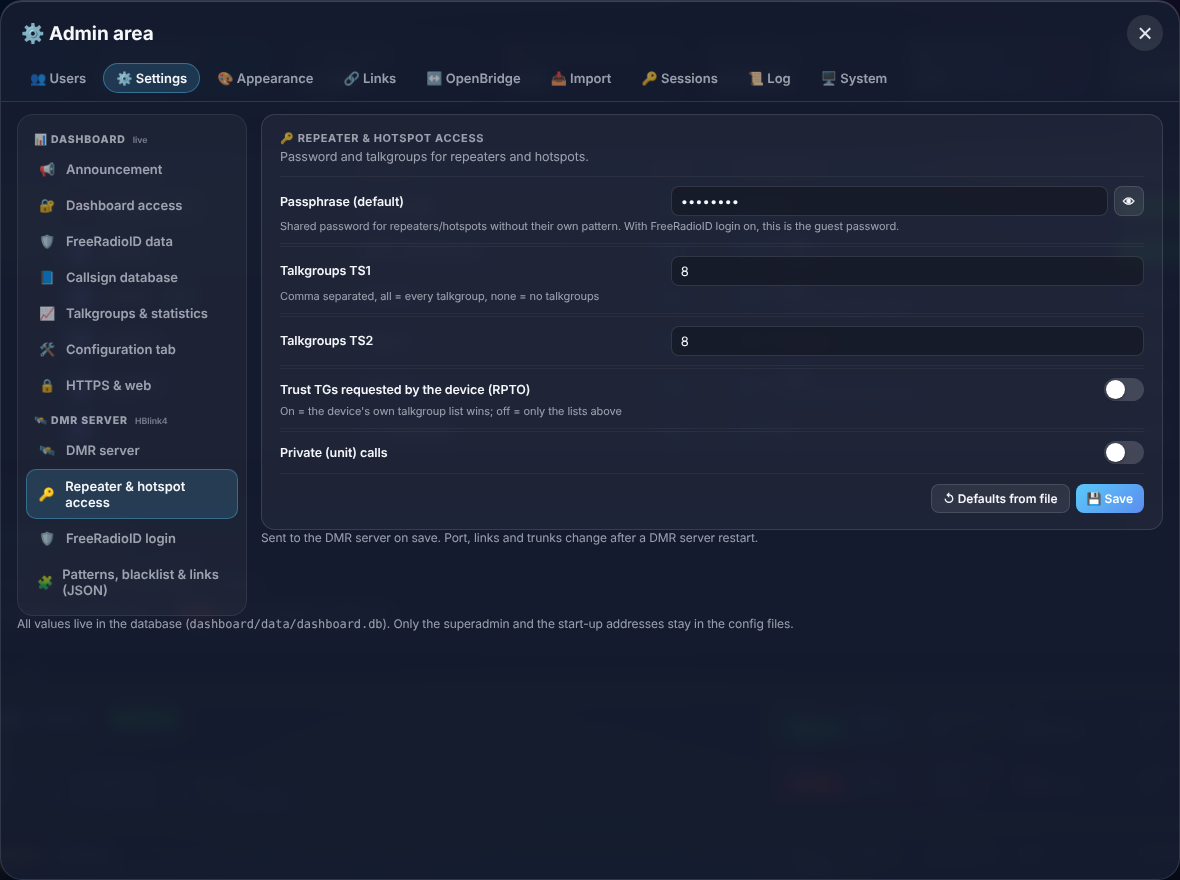 ⚙️ Admin area
✕
👥 Users ⚙️ Settings 🎨 Appearance 🔗 Links ↔️ OpenBridge 📥 Import 🔑 Sessions 📜 Log 🖥️ System
📊 DASHBOARD live
📢 Announcement
🔐 Dashboard access
🛡️ FreeRadioID data
📘 Callsign database
📈 Talkgroups & statistics
🛠️ Configuration tab
🔒 HTTPS & web
🛰️ DMR SERVER HBlink4
🛰️ DMR server
🔑 Repeater & hotspot
access
🛡️ FreeRadioID login
🧩 Patterns, blacklist & links
(JSON)
🔑 REPEATER & HOTSPOT ACCESS
Password and talkgroups for repeaters and hotspots.
Passphrase (default) ••••••••
Shared password for repeaters/hotspots without their own pattern. With FreeRadioID login on, this is the guest password.
Talkgroups TS1 8
Comma separated, all = every talkgroup, none = no talkgroups
Talkgroups TS2 8
Trust TGs requested by the device (RPTO)
On = the device's own talkgroup list wins; off = only the lists above
Private (unit) calls
↺ Defaults from file 💾 Save
Sent to the DMR server on save. Port, links and trunks change after a DMR server restart.
All values live in the database (dashboard/data/dashboard.db). Only the superadmin and the start-up addresses stay in the config files.